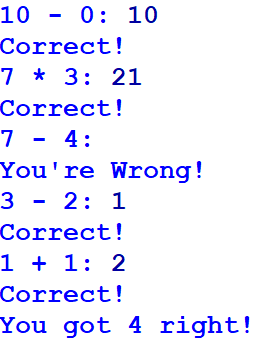 10 - 0: 10
Correct!
7 * 3: 21
Correct!
7 - 4:
You're Wrong!
3 - 2: 1
Correct!
1 + 1: 2
Correct!
You got 4 right!